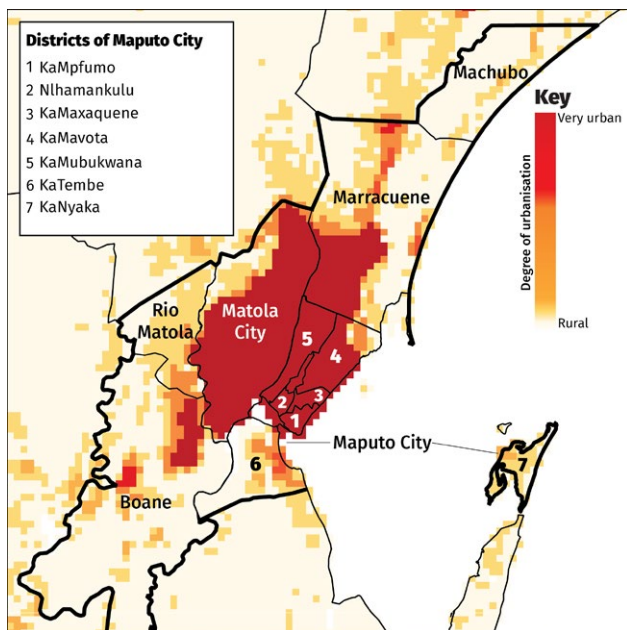 Districts of Maputo City
1 KaMpfumo
2 Nlhamankulu
3 KaMaxaquene
4 KaMavota
5 KaMubukwana
6 KaTembe
7 KaNyaka
Machubo
Key
Very urban
Degree of urbanisation
Rural
Marracuene
Rio
Matola
Matola
City
5
4
3
2
1
Maputo City
6
7
Boane